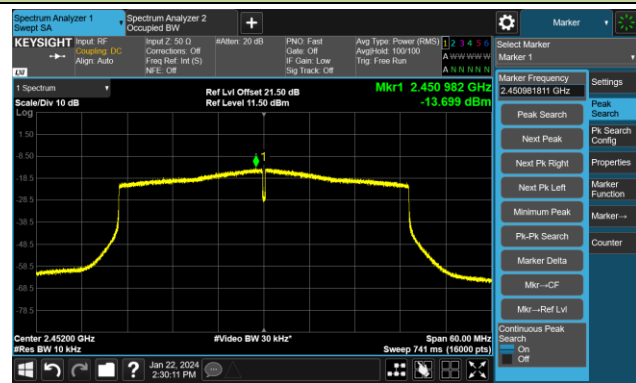 Spectrum Analyzer 1
Swept SA
Spectrum Analyzer 2
Occupied BW
Marker
KEYSIGHT
Input: RF
Coupling: DC
Align: Auto
Input Z: 50 Ω
Corrections: Off
Freq Ref: Int (S)
NFE: Off
#Atten: 20 dB
PNO: Fast
Gate: Off
IF Gain: Low
Sig Track: Off
Avg Type: Power (RMS)
Avg|Hold: 100/100
Trig: Free Run
1 2 3 4 5 6
A W W W W W
A N N N N N
Select Marker
Marker 1
1 Spectrum
Scale/Div 10 dB
Log
Ref Lvl Offset 21.50 dB
Ref Level 11.50 dBm
Mkr1 2.450 982 GHz
-13.699 dBm
1.50
-8.50
-18.5
-28.5
-38.5
-48.5
-58.5
-68.5
-78.5
1
Center 2.45200 GHz
#Res BW 10 kHz
#Video BW 30 kHz*
Span 60.00 MHz
Sweep 741 ms (16000 pts)
Marker Frequency
2.450981811 GHz
Peak Search
Next Peak
Next Pk Right
Next Pk Left
Minimum Peak
Pk-Pk Search
Marker Delta
Mkr→CF
Mkr→Ref Lvl
Continuous Peak
Search
On
Off
Settings
Peak
Search
Pk Search
Config
Properties
Marker
Function
Marker→
Counter
?
Jan 22, 2024
2:30:11 PM